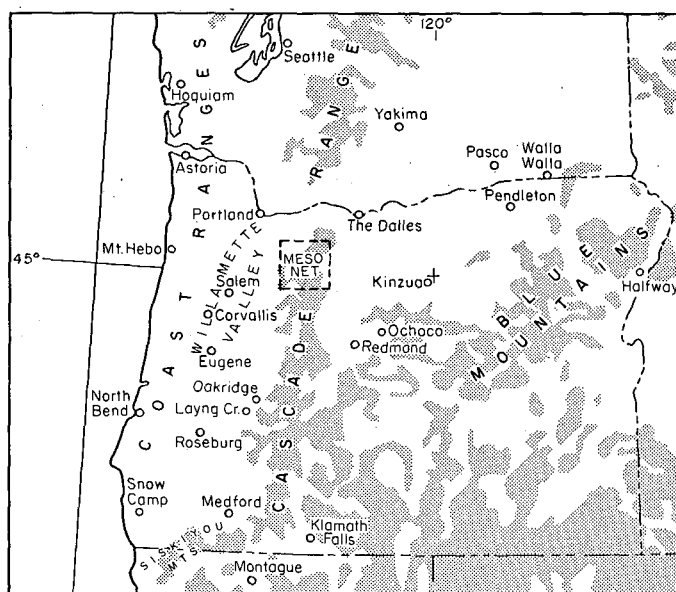 120°
Seattle
Hoquiam
COAST RANGES
CASCADE RANGE
Yakima
Pasco
Walla
Walla
Astoria
Pendleton
Portland
The Dalles
Mt. Hebo
45°
MESO
NET
WILLAMETTE
VALLEY
Salem
Kinzua
BLUE
MOUNTAINS
Halfway
Corvallis
Ochoco
Redmond
Eugene
Oakridge
North
Bend
Layng Cr.
Roseburg
Snow
Camp
Medford
Klamath
Falls
SISKIYOU
MTS
Montague